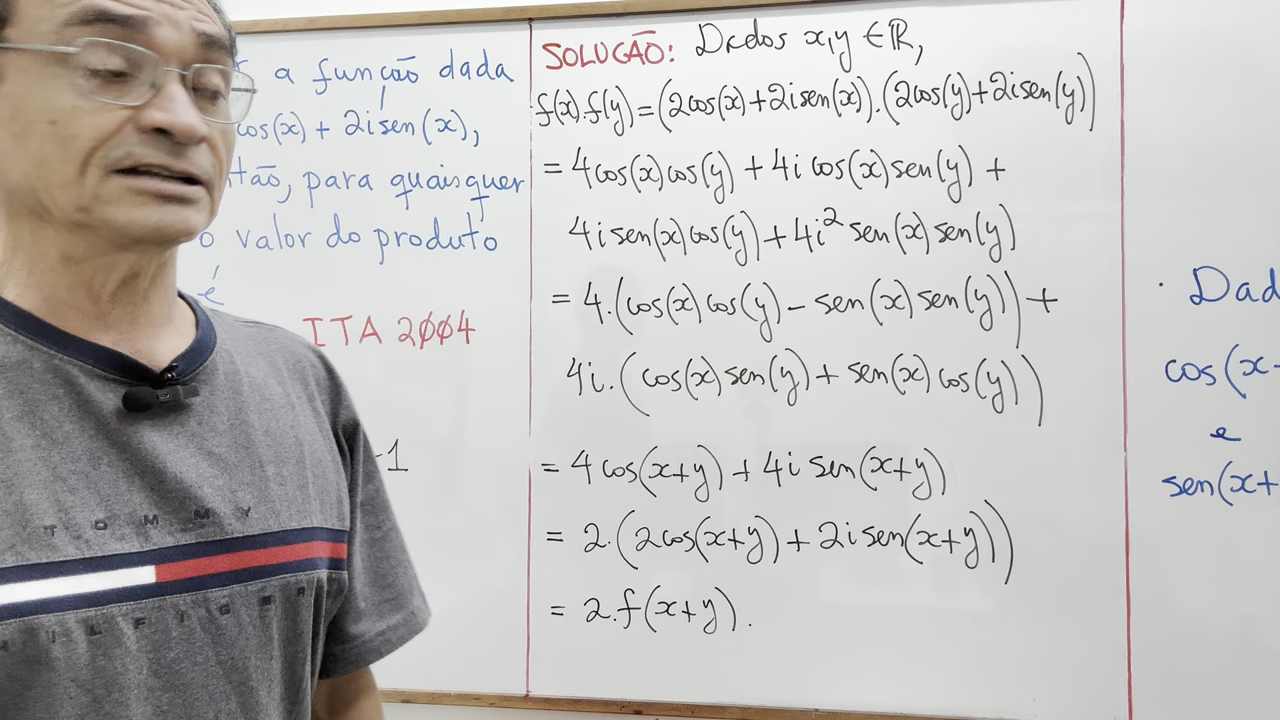 a função dada
cos(x) + 2isen(x),
para quaisquer
o valor do produto
é
ITA 2004
-1
SOLUÇÃO: Dados x,y ∈ ℝ,
f(x).f(y) = (2cos(x) + 2isen(x)).(2cos(y) + 2isen(y))
= 4cos(x)cos(y) + 4i cos(x)sen(y) +
4isen(x)cos(y) + 4i² sen(x)sen(y)
= 4.(cos(x)cos(y) - sen(x)sen(y)) +
4i.(cos(x)sen(y) + sen(x)cos(y))
= 4cos(x+y) + 4i sen(x+y)
= 2.(2cos(x+y) + 2isen(x+y))
= 2.f(x+y).
· Dad
cos(x
e
sen(x+
TOMMY
HILFIGER